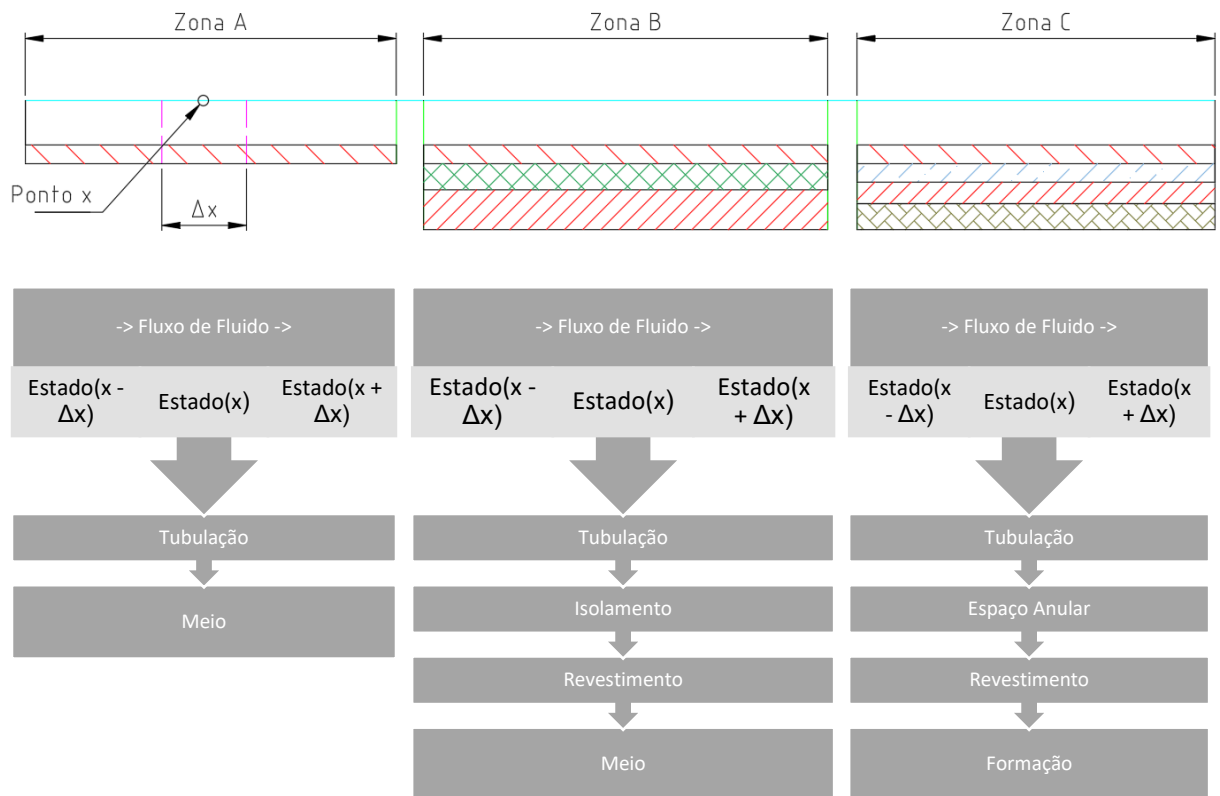 Zona A
Zona B
Zona C
Ponto x
Δx
-> Fluxo de Fluido ->
-> Fluxo de Fluido ->
-> Fluxo de Fluido ->
Estado(x -
Δx)
Estado(x)
Estado(x +
Δx)
Estado(x -
Δx)
Estado(x)
Estado(x
+ Δx)
Estado(x
- Δx)
Estado(x)
Estado(x
+ Δx)
Tubulação
Tubulação
Tubulação
Meio
Isolamento
Espaço Anular
Revestimento
Revestimento
Meio
Formação